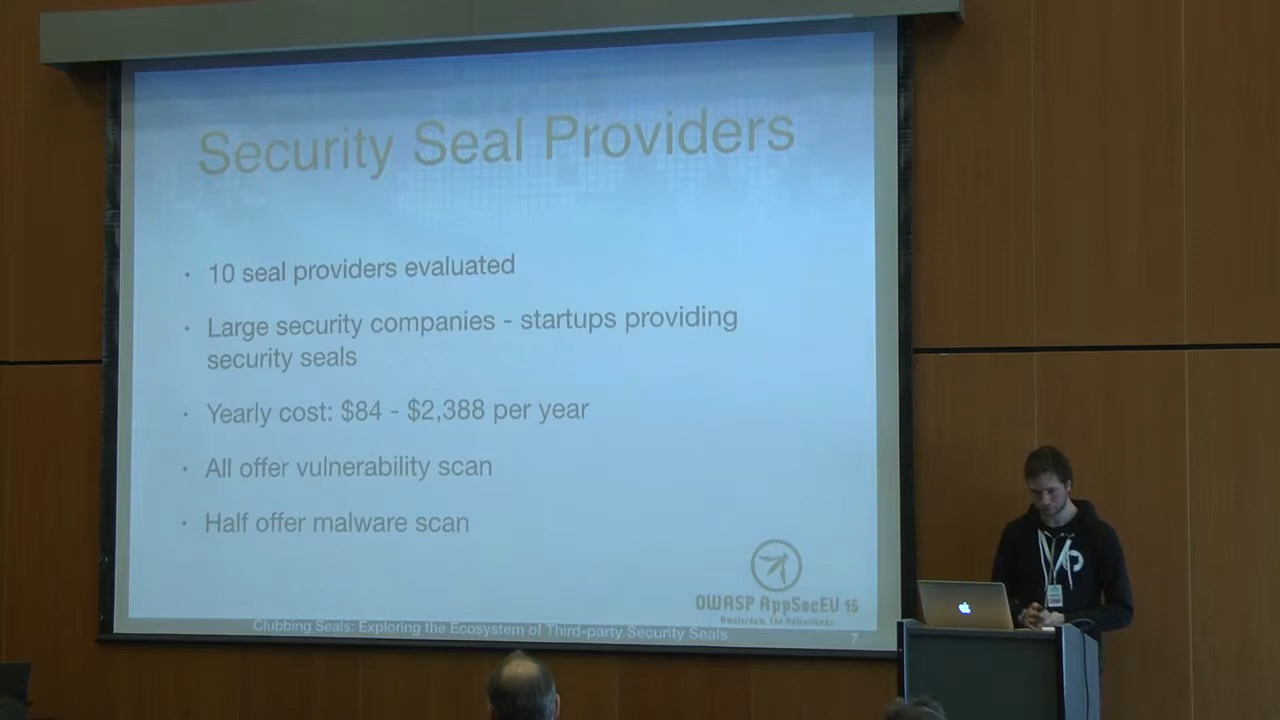 Security Seal Providers
· 10 seal providers evaluated
· Large security companies - startups providing
security seals
· Yearly cost: $84 - $2,388 per year
· All offer vulnerability scan
· Half offer malware scan
OWASP AppSecEU 15
Amsterdam, The Netherlands
Clubbing Seals: Exploring the Ecosystem of Third-party Security Seals
7